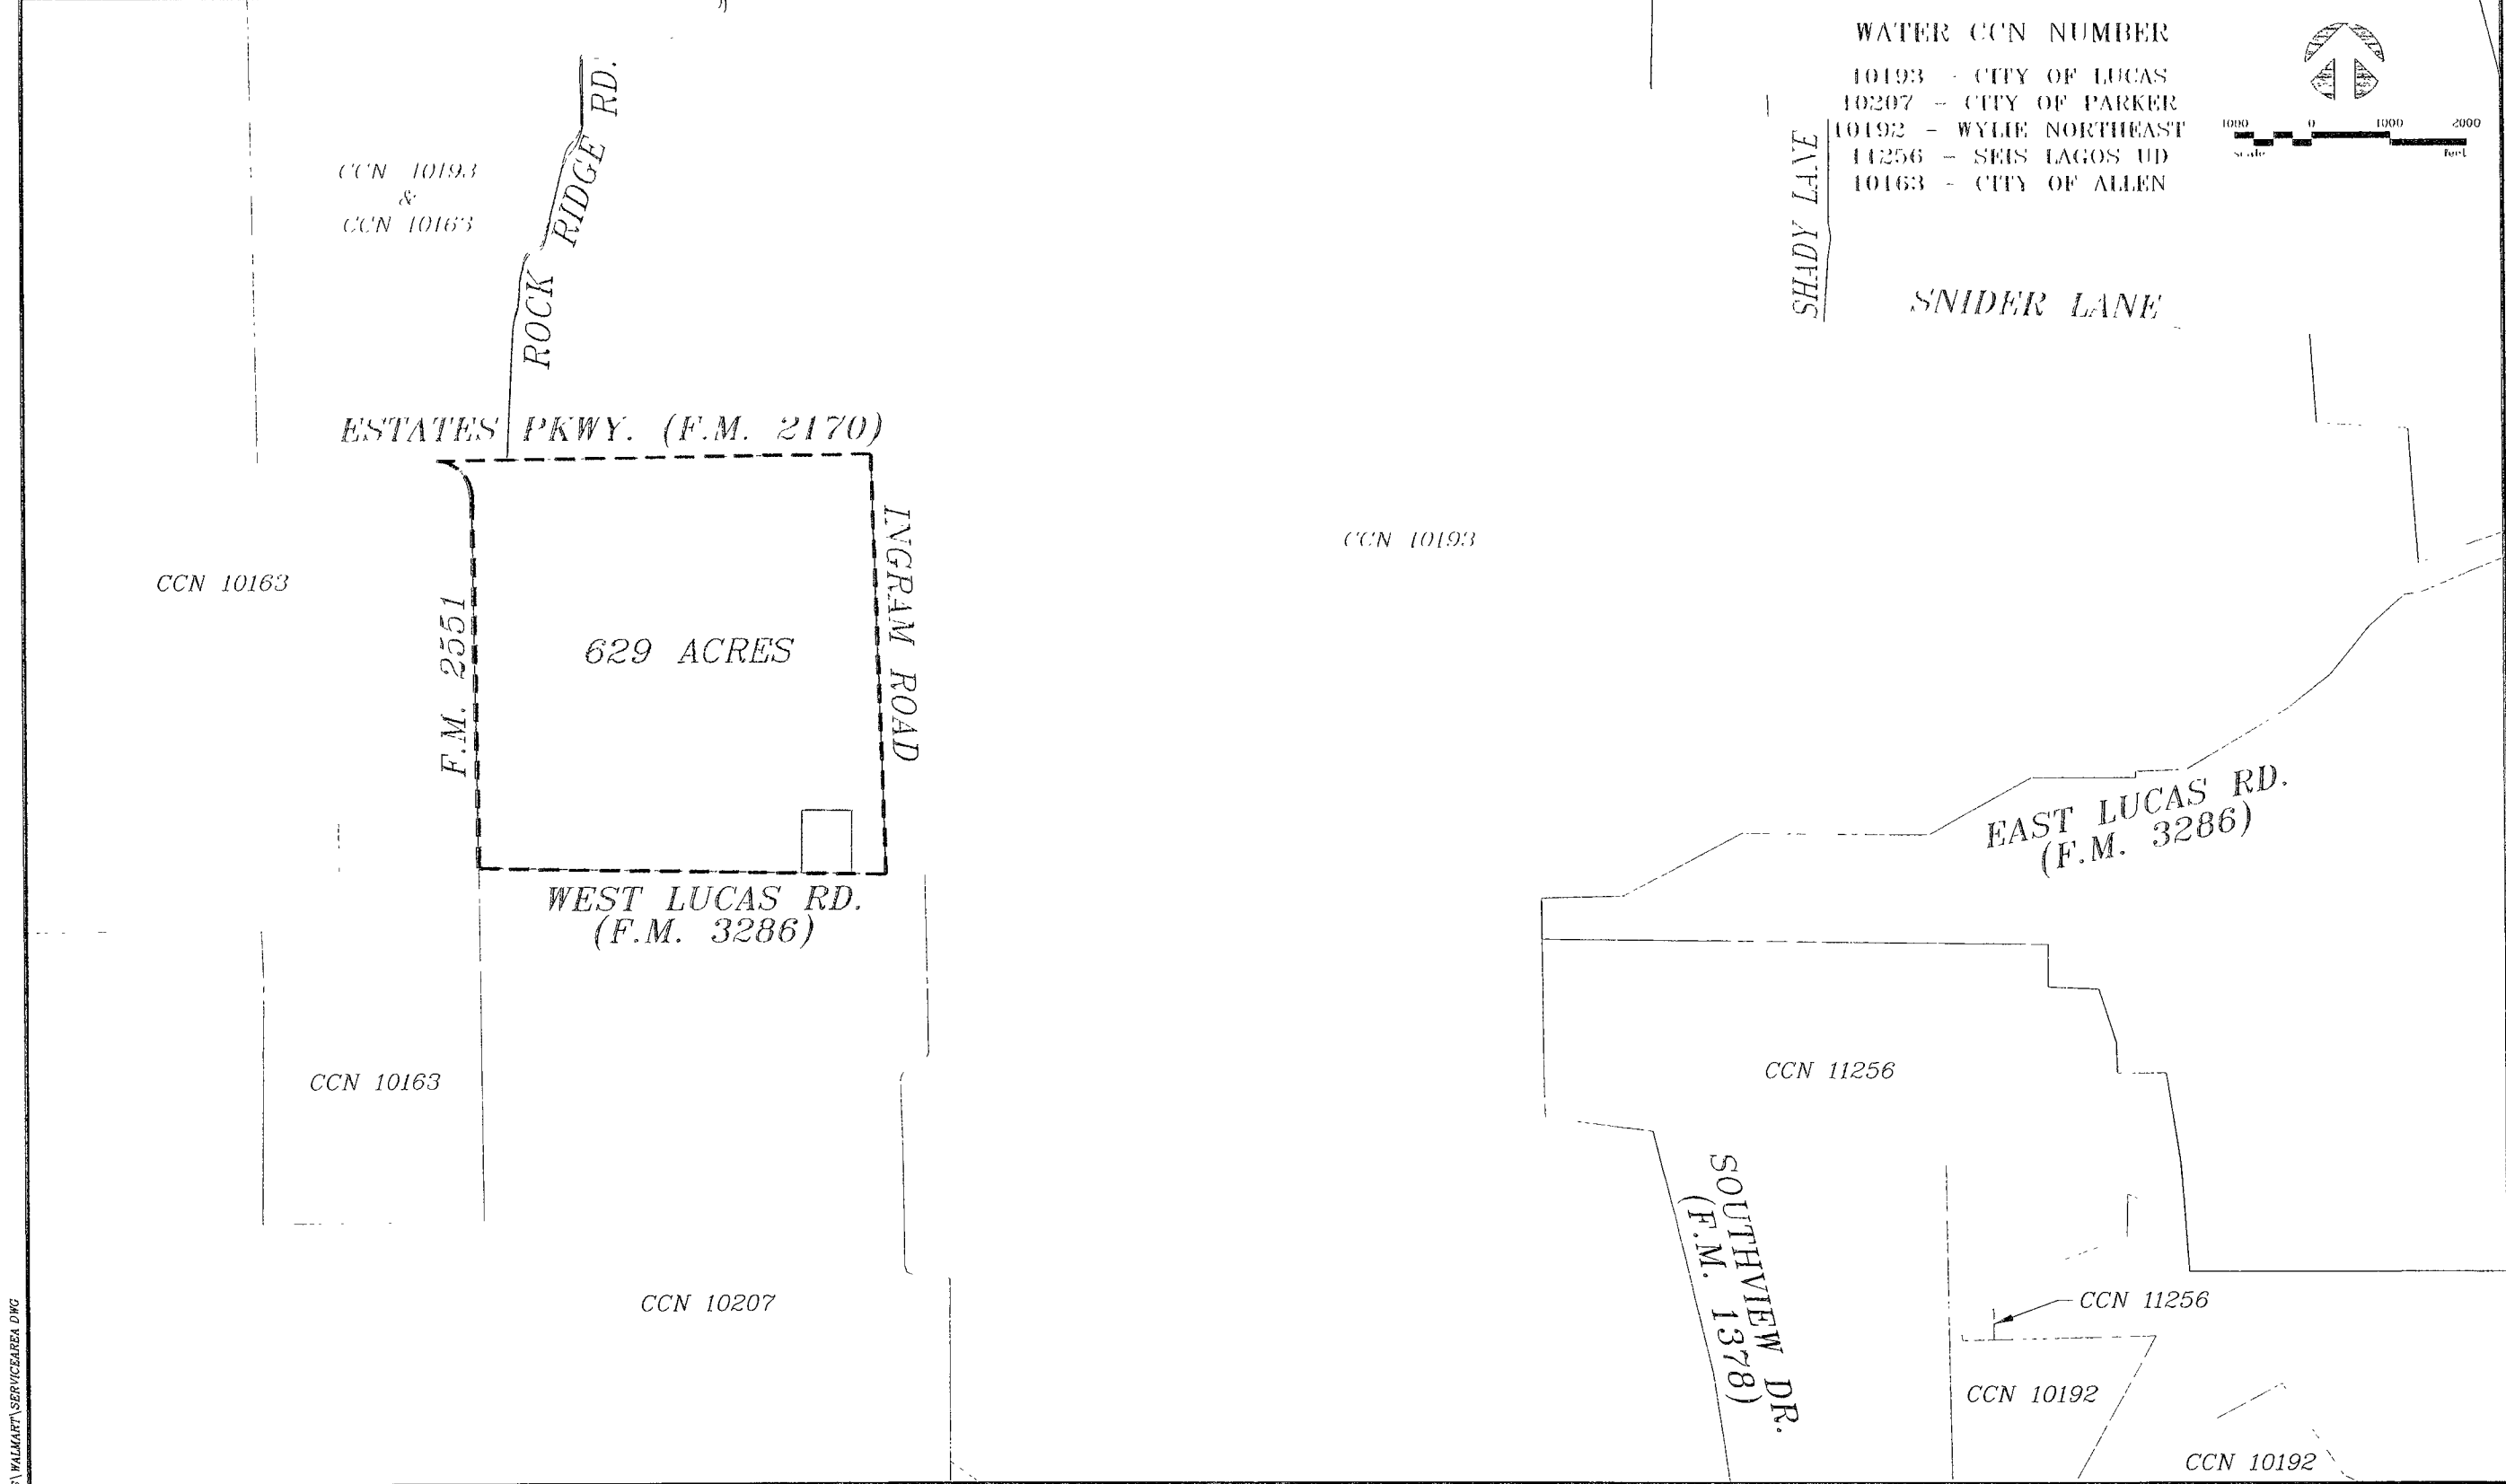 WATER CCN NUMBER
10193 - CITY OF LUCAS
10207 - CITY OF PARKER
10192 - WYLIE NORTHEAST
11256 - SEIS LAGOS UD
10163 - CITY OF ALLEN
1000 0 1000 2000
scale feet
CCN 10193
&
CCN 10163
ROCK RIDGE RD.
SHADY LANE
SNIDER LANE
ESTATES PKWY. (F.M. 2170)
CCN 10163
F.M. 2551
629 ACRES
INGRAM ROAD
CCN 10193
WEST LUCAS RD.
(F.M. 3286)
EAST LUCAS RD.
(F.M. 3286)
CCN 10163
CCN 11256
SOUTHVIEW DR.
(F.M. 1378)
CCN 10207
CCN 11256
CCN 10192
CCN 10192
\WALMART\SERVICEAREA DWG